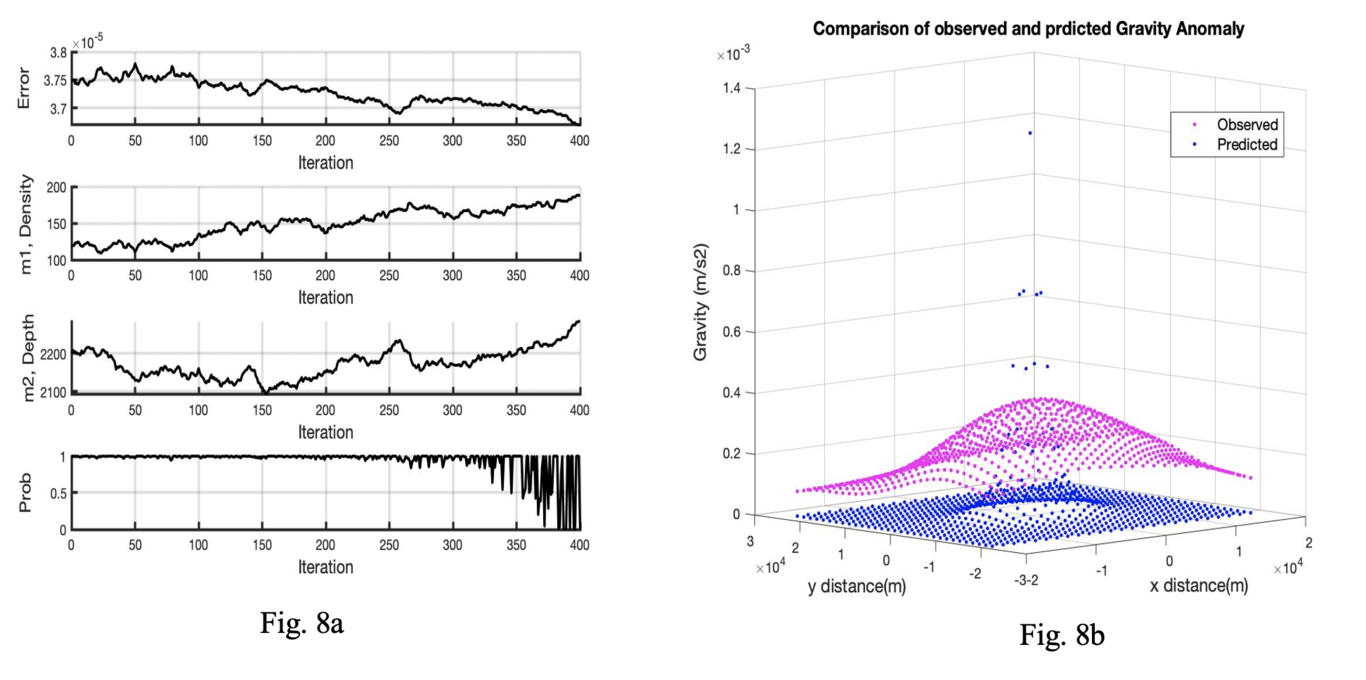 ×10⁻⁵
3.8
3.75
3.7
Error
0 50 100 150 200 250 300 350 400
Iteration
200
150
100
m1, Density
0 50 100 150 200 250 300 350 400
Iteration
2200
2100
m2, Depth
0 50 100 150 200 250 300 350 400
Iteration
1
0.5
0
Prob
0 50 100 150 200 250 300 350 400
Iteration
Fig. 8a
Comparison of observed and prdicted Gravity Anomaly
×10⁻³
1.4
1.2
1
0.8
0.6
0.4
0.2
0
Gravity (m/s2)
Observed
Predicted
3 2 1 0 -1 -2 -3
×10⁴
y distance(m)
-2 -1 0 1 2
×10⁴
x distance(m)
Fig. 8b